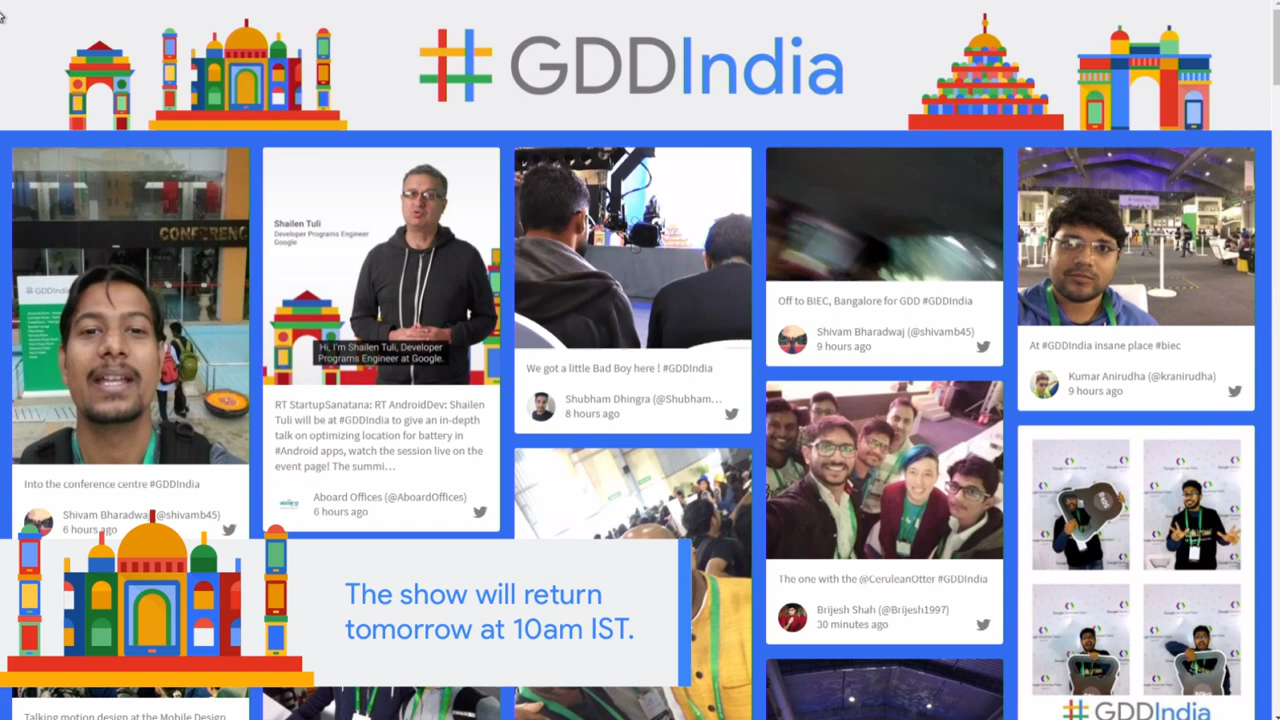 #GDDIndia
CONFERENC
#GDDIndia
Into the conference centre #GDDIndia
Shivam Bharadwaj (@shivamb45)
6 hours ago
Shailen Tuli
Developer Programs Engineer
Google
Hi, I'm Shailen Tuli, Developer
Programs Engineer at Google.
RT StartupSanatana: RT AndroidDev: Shailen
Tuli will be at #GDDIndia to give an in-depth
talk on optimizing location for battery in
#Android apps, watch the session live on the
event page! The summi…
Aboard Offices (@AboardOffices)
6 hours ago
We got a little Bad Boy here ! #GDDIndia
Shubham Dhingra (@Shubham…
8 hours ago
Off to BIEC, Bangalore for GDD #GDDIndia
Shivam Bharadwaj (@shivamb45)
9 hours ago
The one with the @CeruleanOtter #GDDIndia
Brijesh Shah (@Brijesh1997)
30 minutes ago
At #GDDIndia insane place #biec
Kumar Anirudha (@kranirudha)
9 hours ago
#GDDIndia
The show will return
tomorrow at 10am IST.
Talking motion design at the Mobile Design